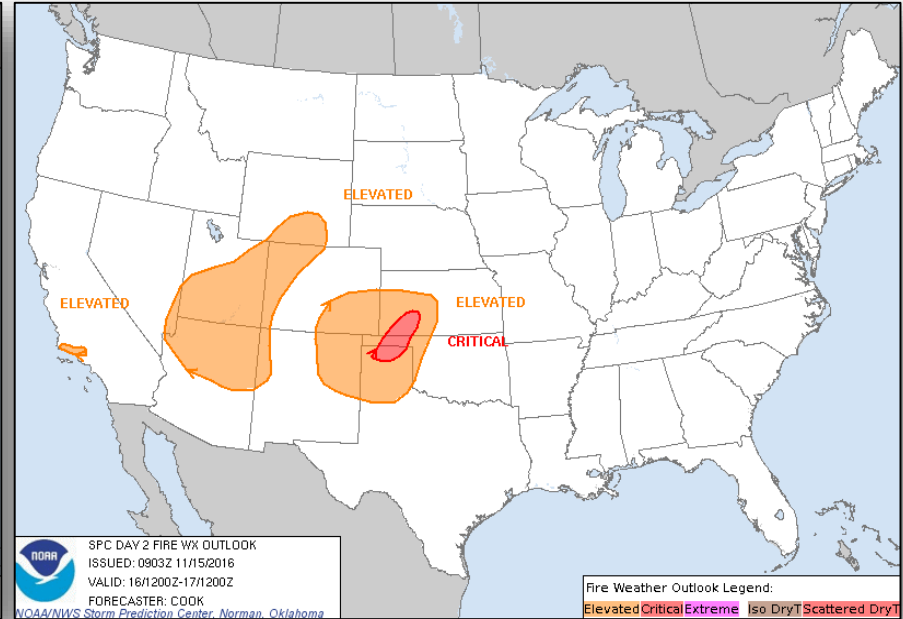 ELEVATED
ELEVATED
ELEVATED
CRITICAL
NOAA
SPC DAY 2 FIRE WX OUTLOOK
ISSUED: 0903Z 11/15/2016
VALID: 16/1200Z-17/1200Z
FORECASTER: COOK
NOAA/NWS Storm Prediction Center, Norman, Oklahoma
Fire Weather Outlook Legend:
Elevated Critical Extreme Iso DryT Scattered DryT